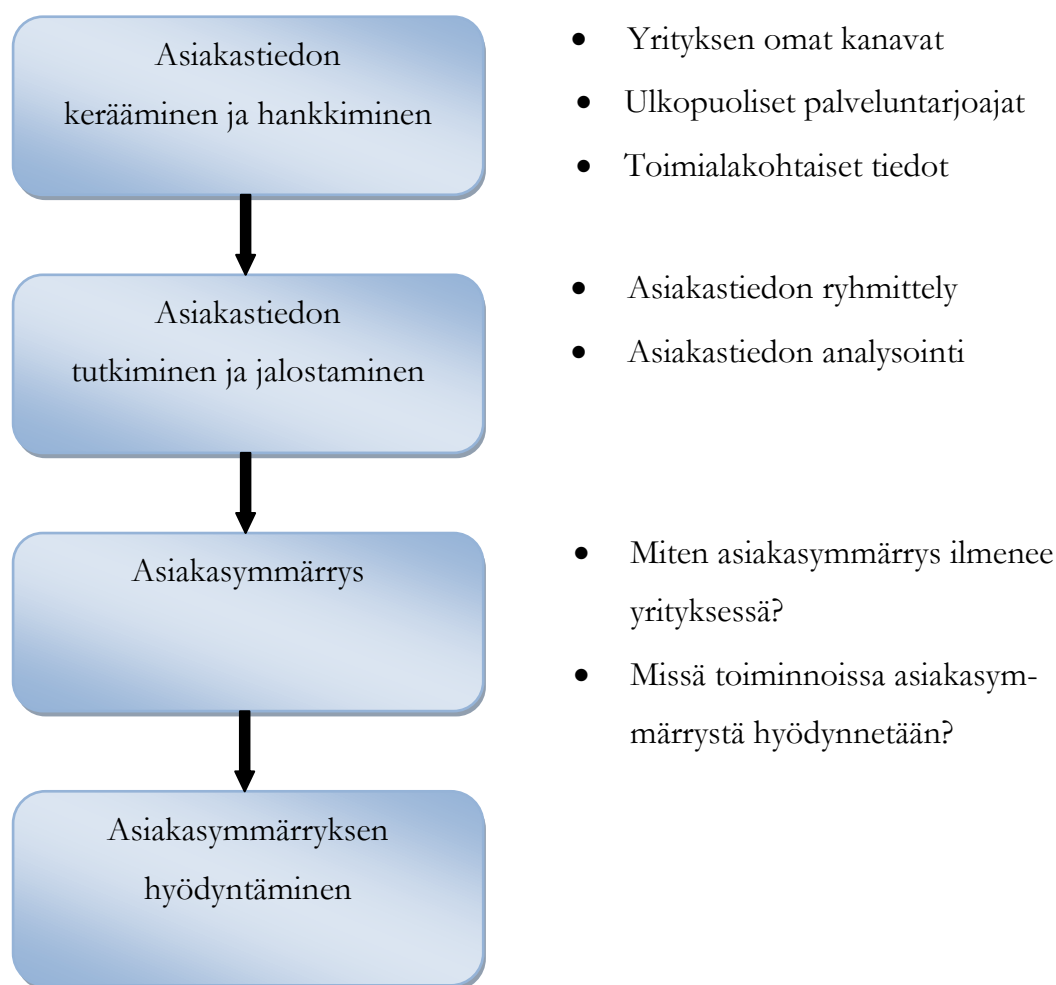 Asiakastiedon
kerääminen ja hankkiminen
• Yrityksen omat kanavat
• Ulkopuoliset palveluntarjoajat
• Toimialakohtaiset tiedot
Asiakastiedon
tutkiminen ja jalostaminen
• Asiakastiedon ryhmittely
• Asiakastiedon analysointi
Asiakasymmärrys
• Miten asiakasymmärrys ilmenee
yrityksessä?
• Missä toiminnoissa asiakasym-
märrystä hyödynnetään?
Asiakasymmärryksen
hyödyntäminen